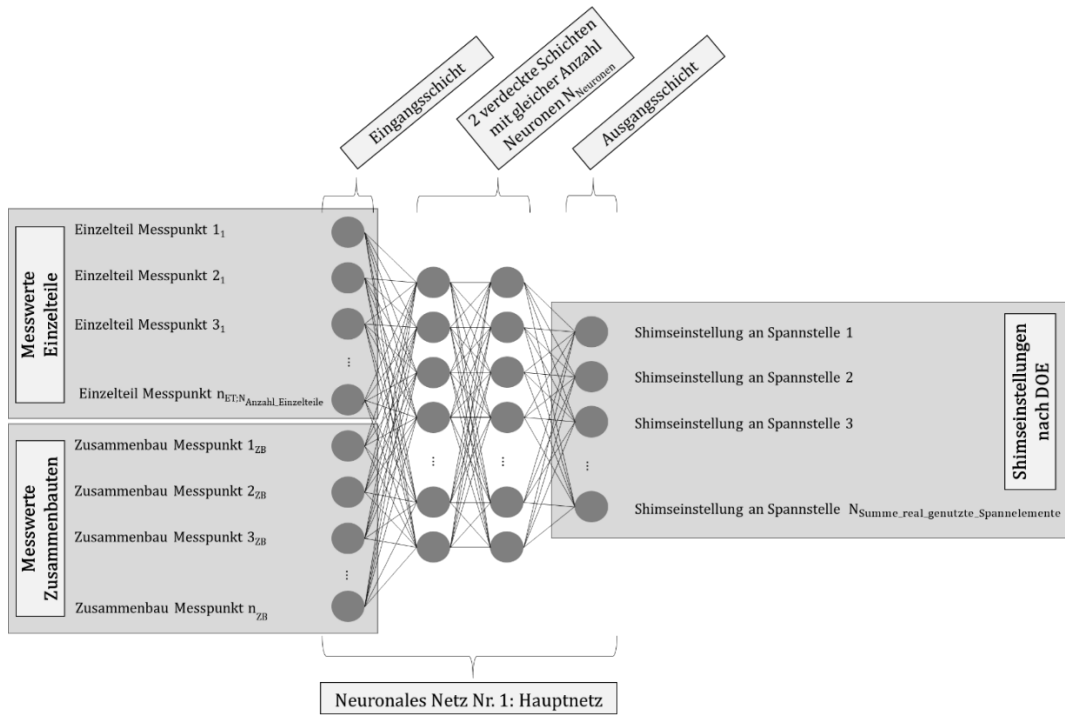 Eingangsschicht
2 verdeckte Schichten
mit gleicher Anzahl
Neuronen N_Neuronen
Ausgangsschicht
Messwerte
Einzelteile
Einzelteil Messpunkt 1_1
Einzelteil Messpunkt 2_1
Einzelteil Messpunkt 3_1
...
Einzelteil Messpunkt n_ET;N_Anzahl_Einzelteile
Messwerte
Zusammenbauten
Zusammenbau Messpunkt 1_ZB
Zusammenbau Messpunkt 2_ZB
Zusammenbau Messpunkt 3_ZB
...
Zusammenbau Messpunkt n_ZB
...
...
Shimseinstellung an Spannstelle 1
Shimseinstellung an Spannstelle 2
Shimseinstellung an Spannstelle 3
...
Shimseinstellung an Spannstelle N_Summe_real_genutzte_Spannelemente
Shimseinstellungen
nach DOE
Neuronales Netz Nr. 1: Hauptnetz